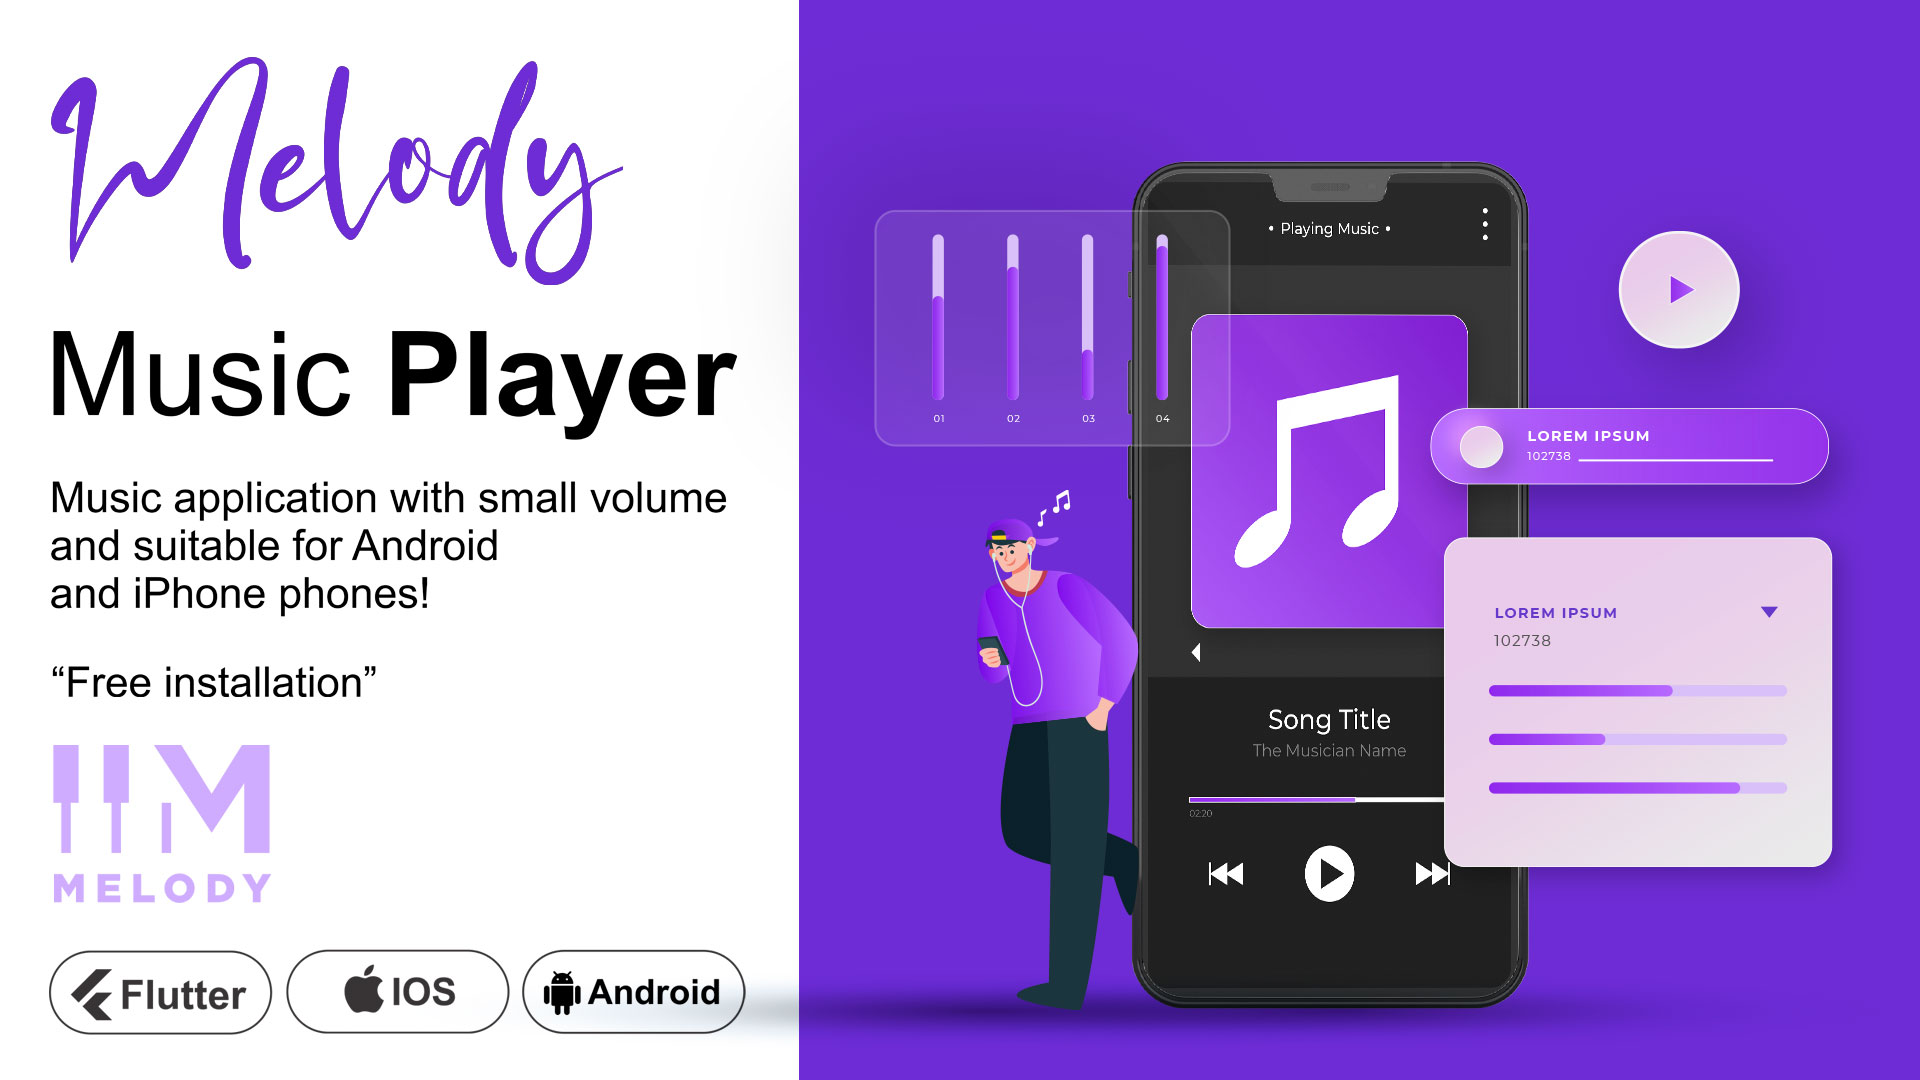 Melody
Music Player
Music application with small volume
and suitable for Android
and iPhone phones!
“Free installation”
MELODY
Flutter
IOS
Android
• Playing Music •
01 02 03 04
LOREM IPSUM
102738
LOREM IPSUM
102738
Song Title
The Musician Name
02:20